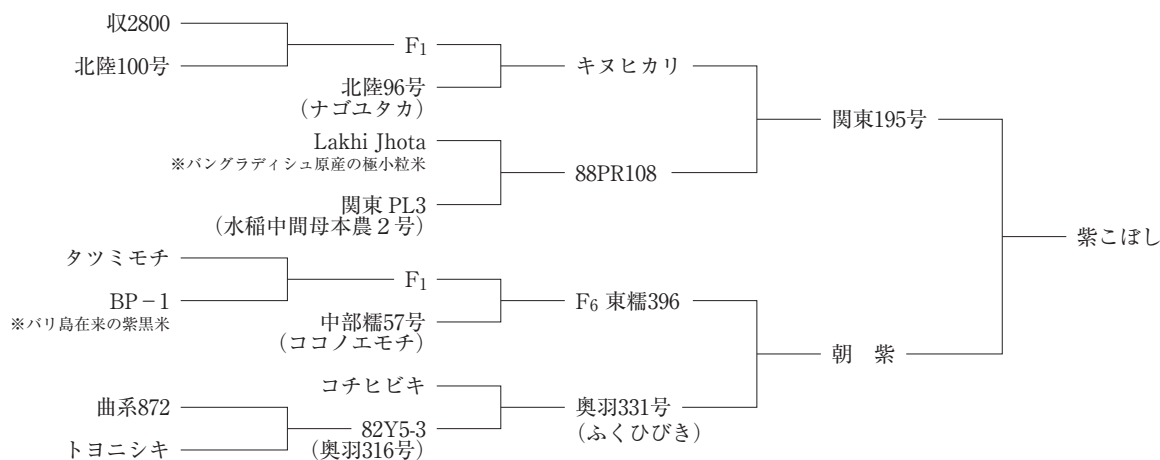 収2800
北陸100号
F1
北陸96号
(ナゴユタカ)
キヌヒカリ
Lakhi Jhota
※バングラディシュ原産の極小粒米
関東 PL3
(水稲中間母本農2号)
88PR108
関東195号
タツミモチ
BP-1
※バリ島在来の紫黒米
F1
中部糯57号
(ココノエモチ)
F6 東糯396
コチヒビキ
曲系872
トヨニシキ
82Y5-3
(奥羽316号)
奥羽331号
(ふくひびき)
朝 紫
紫こぼし